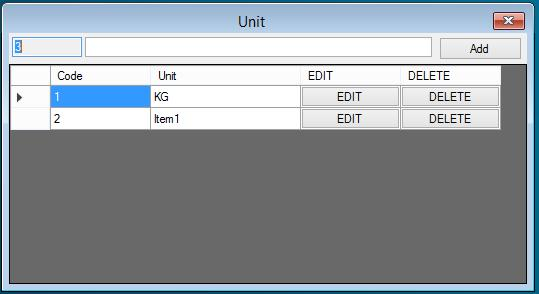 Unit
3 Add
Code Unit EDIT DELETE
1 KG EDIT DELETE
2 Item1 EDIT DELETE